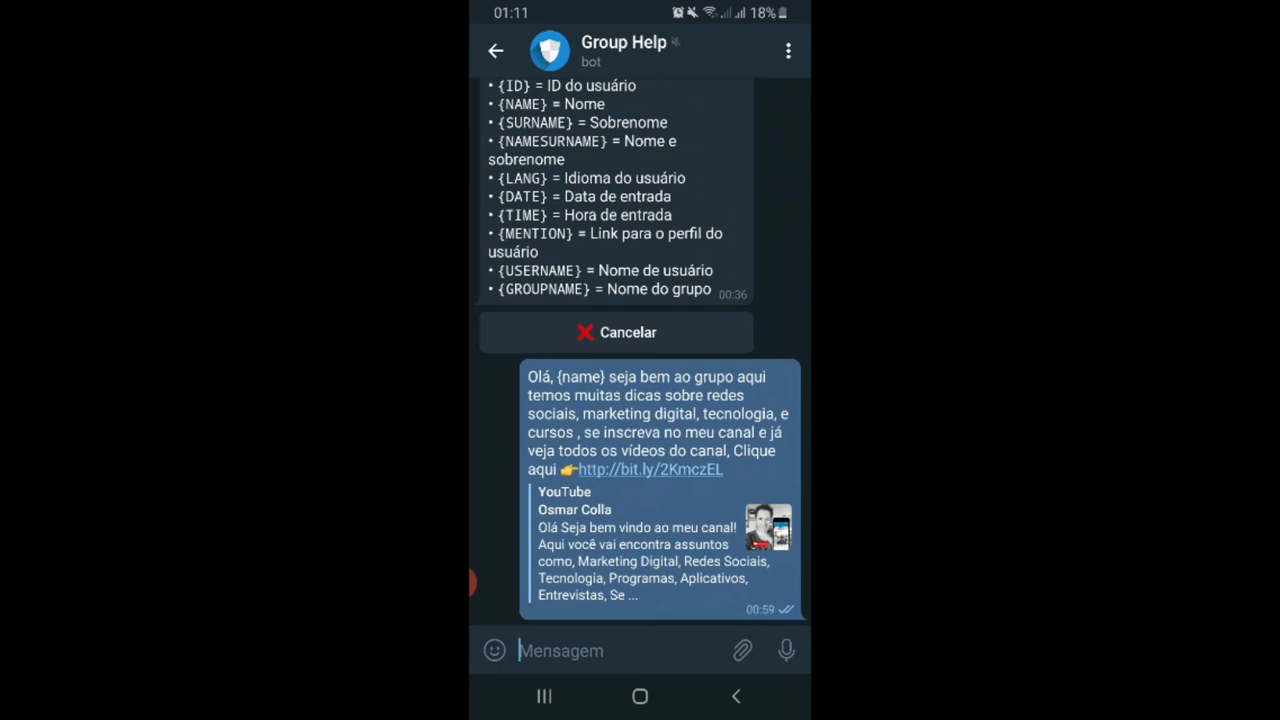 01:11
18%
Group Help
bot
• {ID} = ID do usuário
• {NAME} = Nome
• {SURNAME} = Sobrenome
• {NAMESURNAME} = Nome e
sobrenome
• {LANG} = Idioma do usuário
• {DATE} = Data de entrada
• {TIME} = Hora de entrada
• {MENTION} = Link para o perfil do
usuário
• {USERNAME} = Nome de usuário
• {GROUPNAME} = Nome do grupo
00:36
❌ Cancelar
Olá, {name} seja bem ao grupo aqui
temos muitas dicas sobre redes
sociais, marketing digital, tecnologia, e
cursos , se inscreva no meu canal e já
veja todos os vídeos do canal, Clique
aqui 👉http://bit.ly/2KmczEL
YouTube
Osmar Colla
Olá Seja bem vindo ao meu canal!
Aqui você vai encontra assuntos
como, Marketing Digital, Redes Sociais,
Tecnologia, Programas, Aplicativos,
Entrevistas, Se ...
00:59
Mensagem